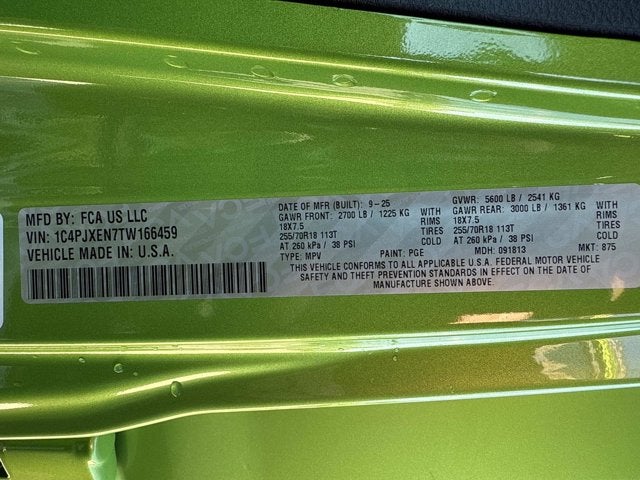 MFD BY: FCA US LLC
VIN: 1C4PJXEN7TW166459
VEHICLE MADE IN: U.S.A.
DATE OF MFR (BUILT): 9-25 GVWR: 5600 LB / 2541 KG
GAWR FRONT: 2700 LB / 1225 KG WITH GAWR REAR: 3000 LB / 1361 KG WITH
18X7.5 RIMS 18X7.5 RIMS
255/70R18 113T TIRES 255/70R18 113T TIRES
AT 260 kPa / 38 PSI COLD AT 260 kPa / 38 PSI COLD
TYPE: MPV PAINT: PGE MDH: 091813 MKT: 875
THIS VEHICLE CONFORMS TO ALL APPLICABLE U.S.A. FEDERAL MOTOR VEHICLE
SAFETY AND THEFT PREVENTION STANDARDS IN EFFECT ON THE DATE OF
MANUFACTURE SHOWN ABOVE.